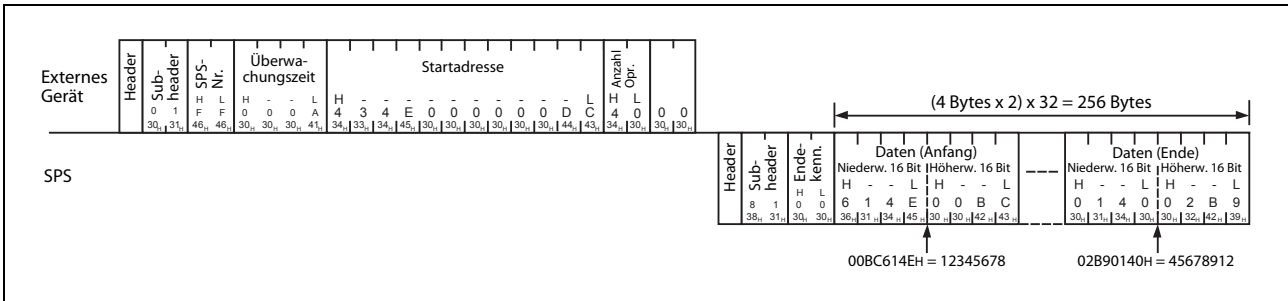 Externes Gerät
Header
Sub-header
0 1
30H 31H
SPS-Nr.
H L
F F
46H 46H
Überwa-
chungszeit
H - - L
0 0 0 A
30H 30H 30H 41H
Startadresse
H - - - - - - - - - - L
4 3 4 E 0 0 0 0 0 0 D C
34H 33H 34H 45H 30H 30H 30H 30H 30H 30H 44H 43H
Anzahl Opr.
H L
4 0
34H 30H
0 0
30H 30H
(4 Bytes x 2) x 32 = 256 Bytes
SPS
Header
Sub-header
8 1
38H 31H
Ende-kenn.
H L
0 0
30H 30H
Daten (Anfang)
Niederw. 16 Bit Höherw. 16 Bit
H - - L H - - L
6 1 4 E 0 0 B C
36H 31H 34H 45H 30H 30H 42H 43H
Daten (Ende)
Niederw. 16 Bit Höherw. 16 Bit
H - - L H - - L
0 1 4 0 0 2 B 9
30H 31H 34H 30H 30H 32H 42H 39H
00BC614EH = 12345678
02B90140H = 45678912